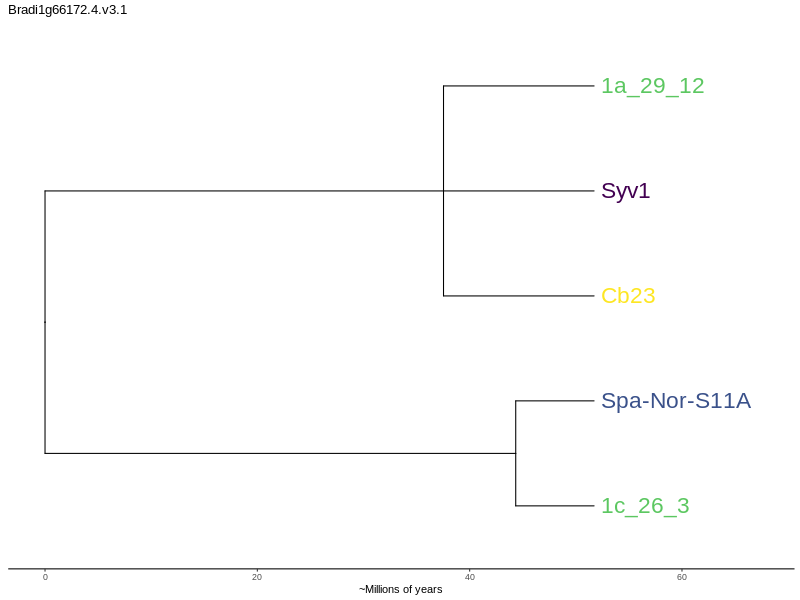 Bradi1g66172.4.v3.1
1a_29_12
Syv1
Cb23
Spa-Nor-S11A
1c_26_3
0 20 40 60
~Millions of years